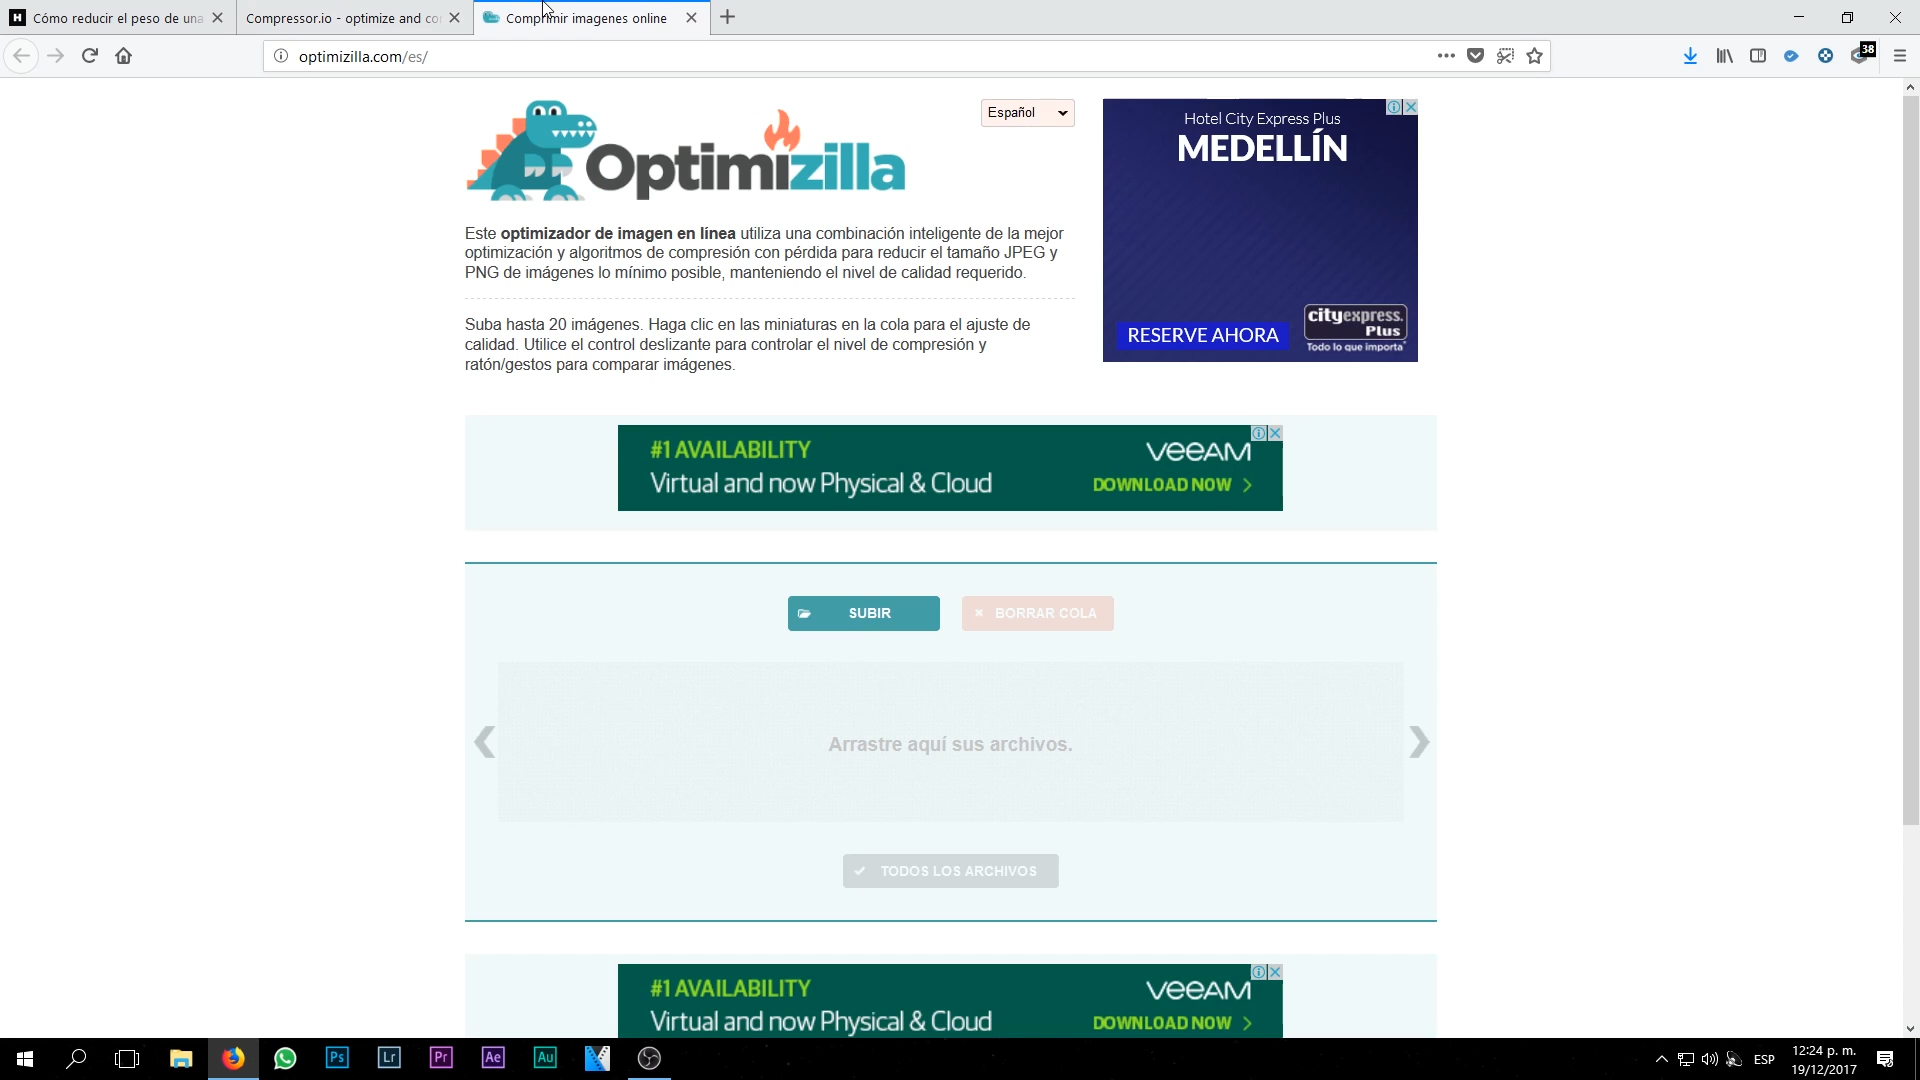 Cómo reducir el peso de una
Compressor.io - optimize and co
Comprimir imagenes online
optimizilla.com/es/
38
Optimizilla
Español
Hotel City Express Plus
MEDELLÍN
RESERVE AHORA
cityexpress.
Plus
Todo lo que importa
Este optimizador de imagen en línea utiliza una combinación inteligente de la mejor
optimización y algoritmos de compresión con pérdida para reducir el tamaño JPEG y
PNG de imágenes lo mínimo posible, manteniendo el nivel de calidad requerido.
Suba hasta 20 imágenes. Haga clic en las miniaturas en la cola para el ajuste de
calidad. Utilice el control deslizante para controlar el nivel de compresión y
ratón/gestos para comparar imágenes.
#1 AVAILABILITY
Virtual and now Physical & Cloud
veeam
DOWNLOAD NOW >
SUBIR
BORRAR COLA
Arrastre aquí sus archivos.
TODOS LOS ARCHIVOS
#1 AVAILABILITY
Virtual and now Physical & Cloud
veeam
DOWNLOAD NOW >
Ps
Lr
Pr
Ae
Au
ESP
12:24 p. m.
19/12/2017